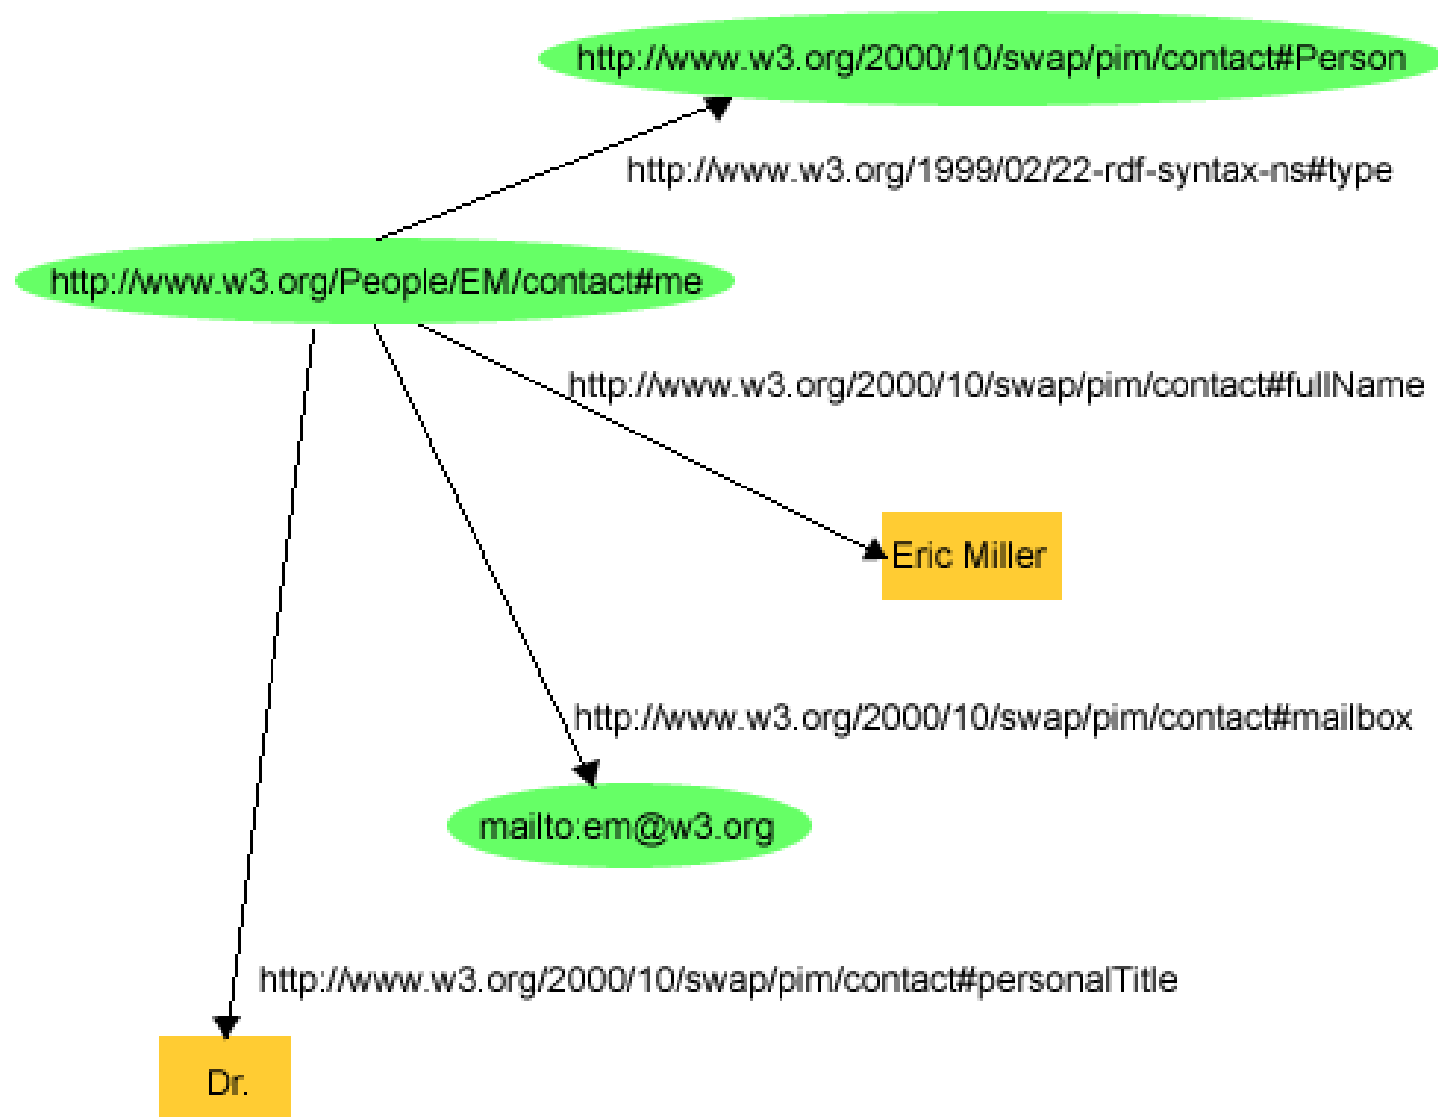 http://www.w3.org/2000/10/swap/pim/contact#Person
http://www.w3.org/1999/02/22-rdf-syntax-ns#type
http://www.w3.org/People/EM/contact#me
http://www.w3.org/2000/10/swap/pim/contact#fullName
Eric Miller
http://www.w3.org/2000/10/swap/pim/contact#mailbox
mailto:em@w3.org
http://www.w3.org/2000/10/swap/pim/contact#personalTitle
Dr.